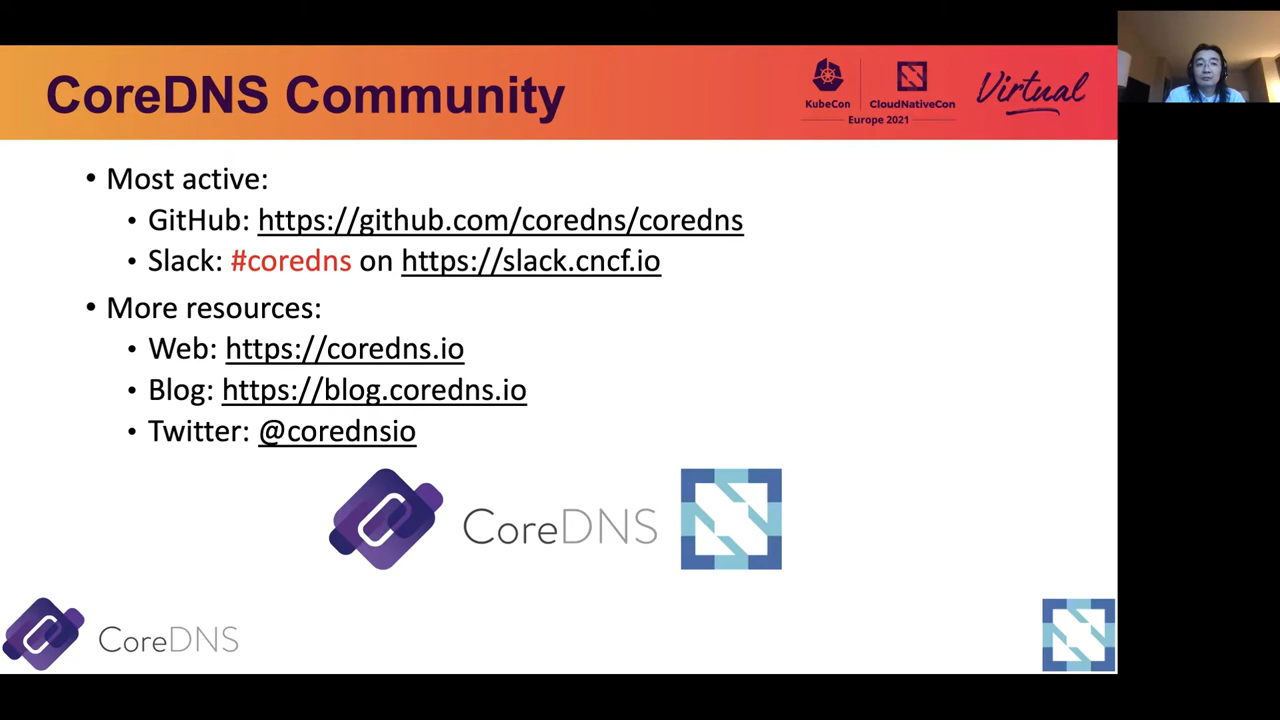 CoreDNS Community
KubeCon
CloudNativeCon
Europe 2021
Virtual
• Most active:
• GitHub: https://github.com/coredns/coredns
• Slack: #coredns on https://slack.cncf.io
• More resources:
• Web: https://coredns.io
• Blog: https://blog.coredns.io
• Twitter: @corednsio
CoreDNS
CoreDNS